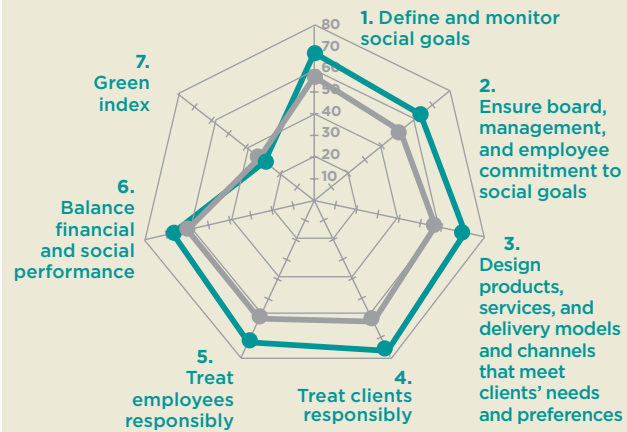 1. Define and monitor
social goals
2.
Ensure board,
management,
and employee
commitment to
social goals
3.
Design
products,
services, and
delivery models
and channels
that meet
clients' needs
and preferences
4.
Treat clients
responsibly
5.
Treat
employees
responsibly
6.
Balance
financial
and social
performance
7.
Green
index
80
70
60
50
40
30
20
10